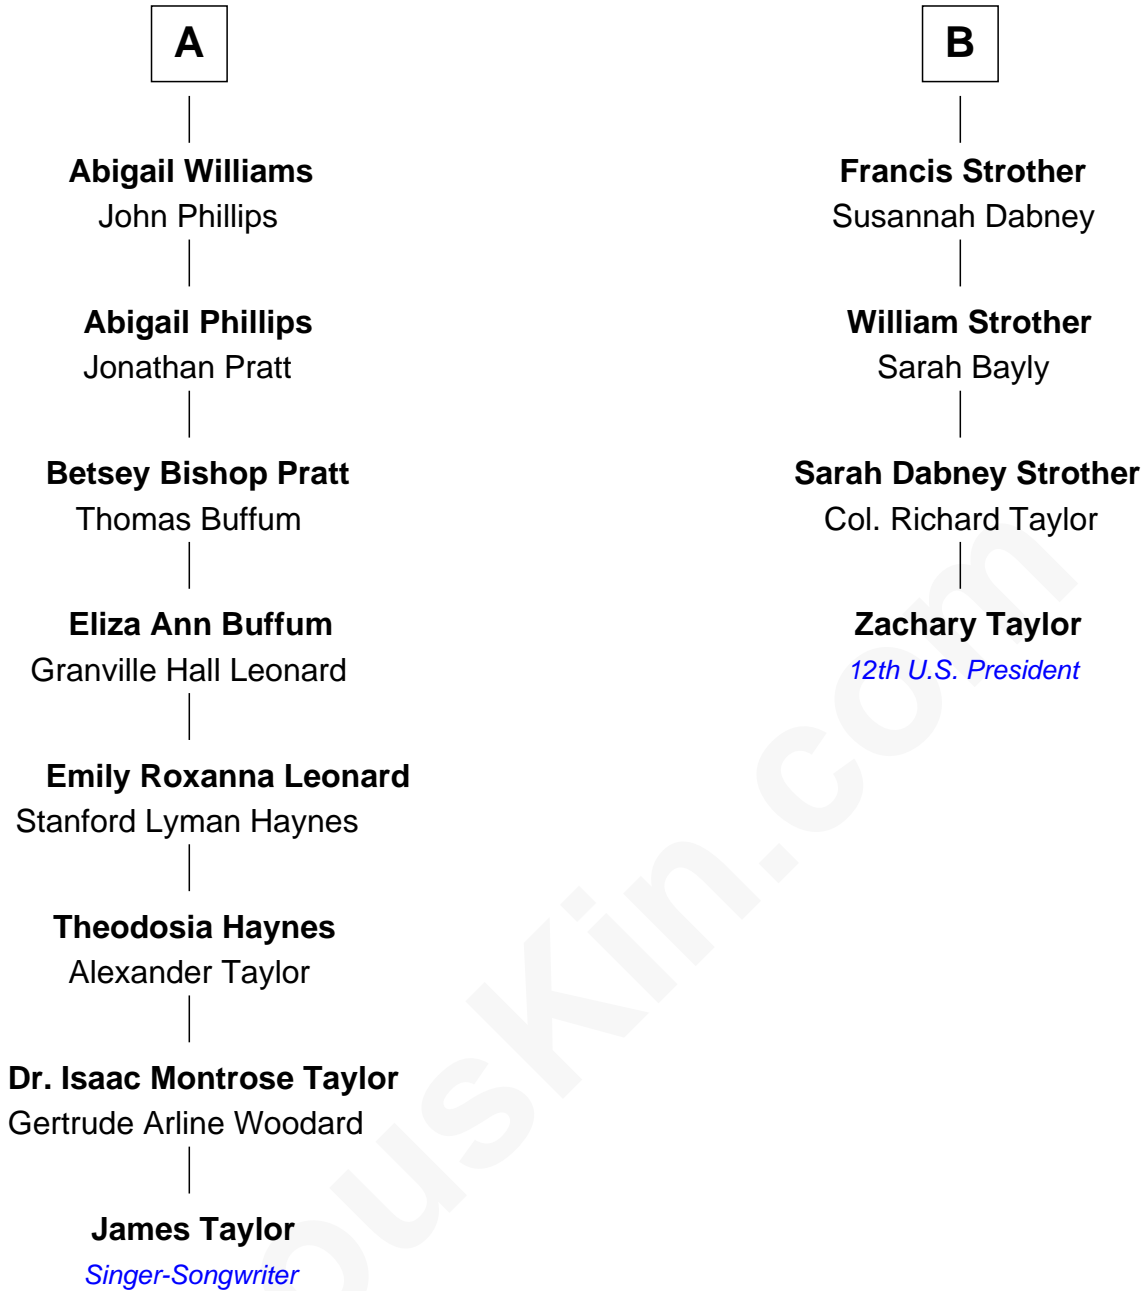 A
Abigail Williams
John Phillips
Abigail Phillips
Jonathan Pratt
Betsey Bishop Pratt
Thomas Buffum
Eliza Ann Buffum
Granville Hall Leonard
Emily Roxanna Leonard
Stanford Lyman Haynes
Theodosia Haynes
Alexander Taylor
Dr. Isaac Montrose Taylor
Gertrude Arline Woodard
James Taylor
Singer-Songwriter
B
Francis Strother
Susannah Dabney
William Strother
Sarah Bayly
Sarah Dabney Strother
Col. Richard Taylor
Zachary Taylor
12th U.S. President
ousKin.com